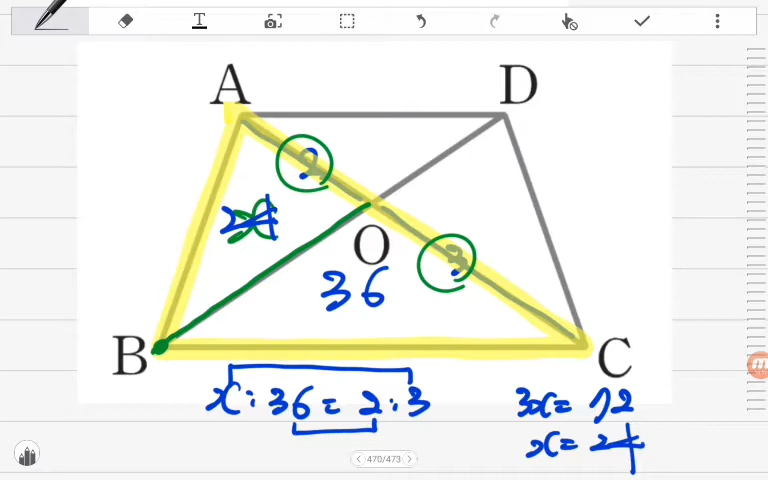 T
A D
2
24
O
3
36
B C
x : 36 = 2 : 3
3x = 72
x = 24
470/473